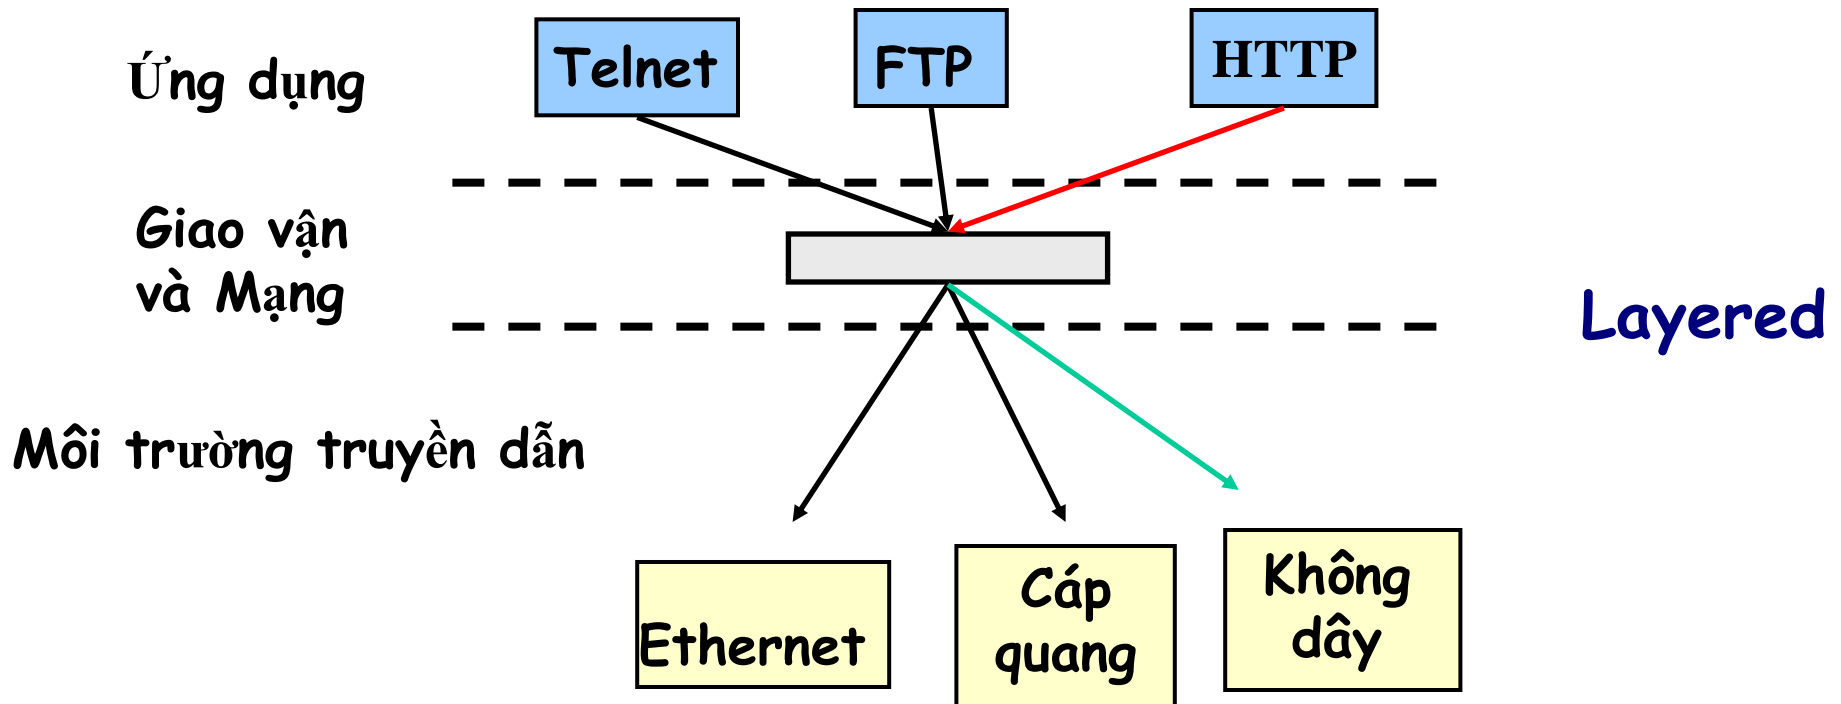 Ứng dụng
Telnet
FTP
HTTP
Giao vận
và Mạng
Layered
Môi trường truyền dẫn
Ethernet
Cáp
quang
Không
dây